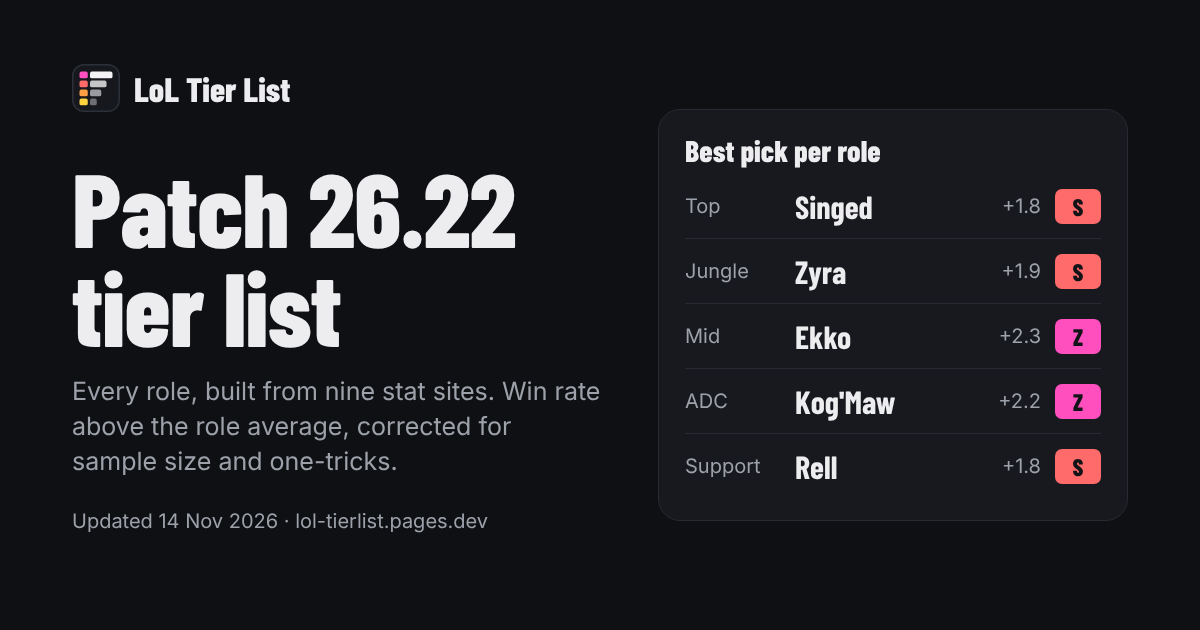 LoL Tier List
Patch 26.22
tier list
Every role, built from nine stat sites. Win rate
above the role average, corrected for
sample size and one-tricks.
Updated 14 Nov 2026 · lol-tierlist.pages.dev
Best pick per role
Top Singed +1.8 S
Jungle Zyra +1.9 S
Mid Ekko +2.3 Z
ADC Kog'Maw +2.2 Z
Support Rell +1.8 S